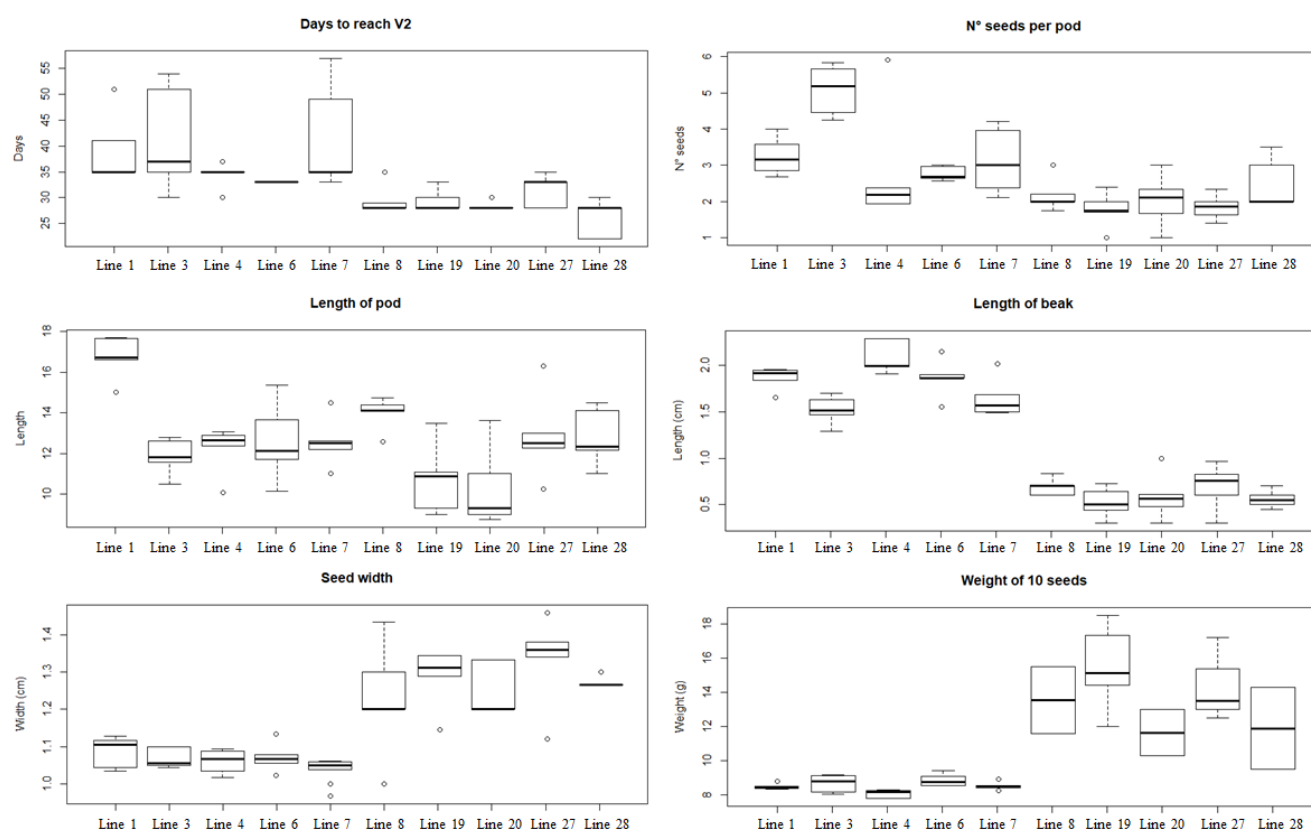 Days to reach V2
Days
25 30 35 40 45 50 55
Line 1 Line 3 Line 4 Line 6 Line 7 Line 8 Line 19 Line 20 Line 27 Line 28
N° seeds per pod
N° seeds
1 2 3 4 5 6
Line 1 Line 3 Line 4 Line 6 Line 7 Line 8 Line 19 Line 20 Line 27 Line 28
Length of pod
Length
10 12 14 16 18
Line 1 Line 3 Line 4 Line 6 Line 7 Line 8 Line 19 Line 20 Line 27 Line 28
Length of beak
Length (cm)
0.5 1.0 1.5 2.0
Line 1 Line 3 Line 4 Line 6 Line 7 Line 8 Line 19 Line 20 Line 27 Line 28
Seed width
Width (cm)
1.0 1.1 1.2 1.3 1.4
Line 1 Line 3 Line 4 Line 6 Line 7 Line 8 Line 19 Line 20 Line 27 Line 28
Weight of 10 seeds
Weight (g)
8 10 12 14 16 18
Line 1 Line 3 Line 4 Line 6 Line 7 Line 8 Line 19 Line 20 Line 27 Line 28